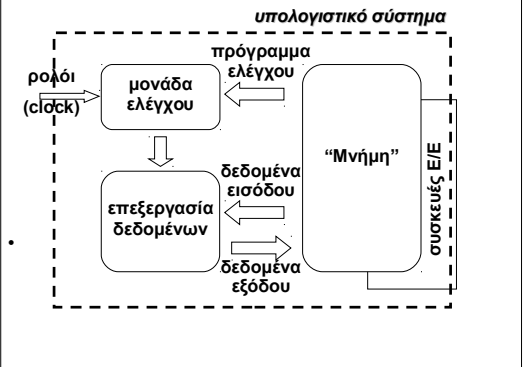 υπολογιστικό σύστημα
πρόγραμμα
ελέγχου
ρολόι
(clock)
μονάδα
ελέγχου
“Μνήμη”
συσκευές Ε/Ε
δεδομένα
εισόδου
επεξεργασία
δεδομένων
δεδομένα
εξόδου